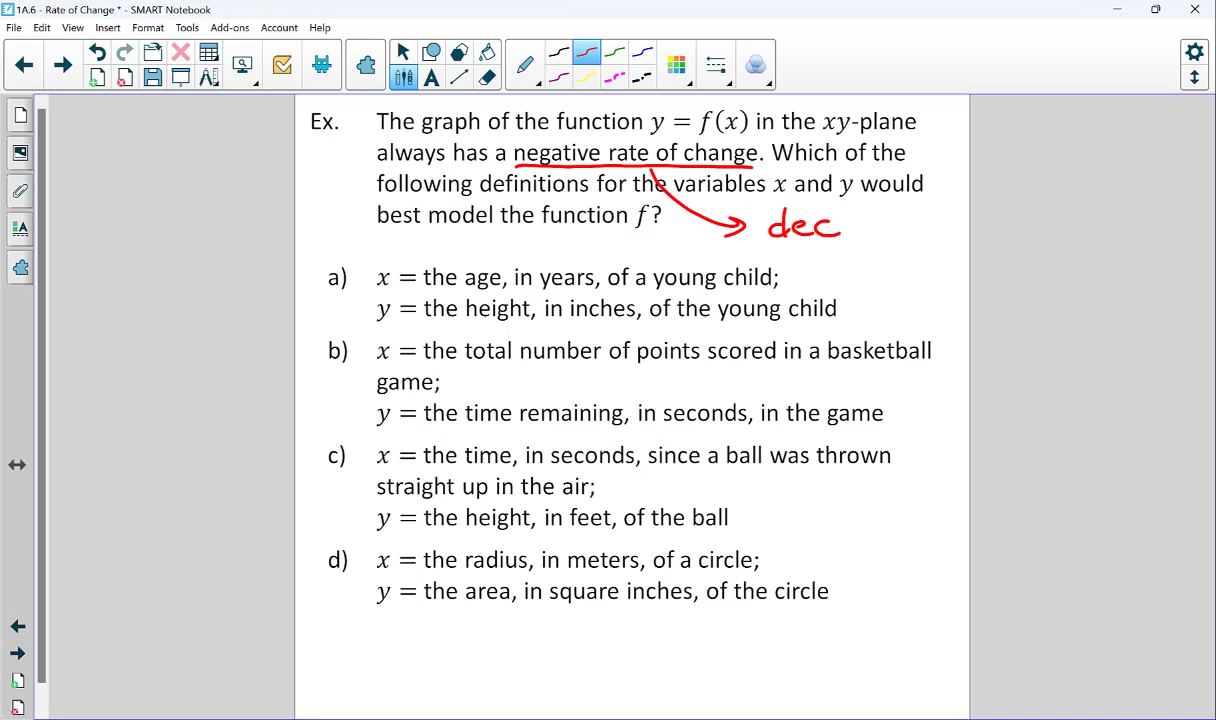 1A.6 - Rate of Change * - SMART Notebook
File Edit View Insert Format Tools Add-ons Account Help
Ex. The graph of the function y = f(x) in the xy-plane
always has a negative rate of change. Which of the
following definitions for the variables x and y would
best model the function f?
dec
a) x = the age, in years, of a young child;
y = the height, in inches, of the young child
b) x = the total number of points scored in a basketball
game;
y = the time remaining, in seconds, in the game
c) x = the time, in seconds, since a ball was thrown
straight up in the air;
y = the height, in feet, of the ball
d) x = the radius, in meters, of a circle;
y = the area, in square inches, of the circle